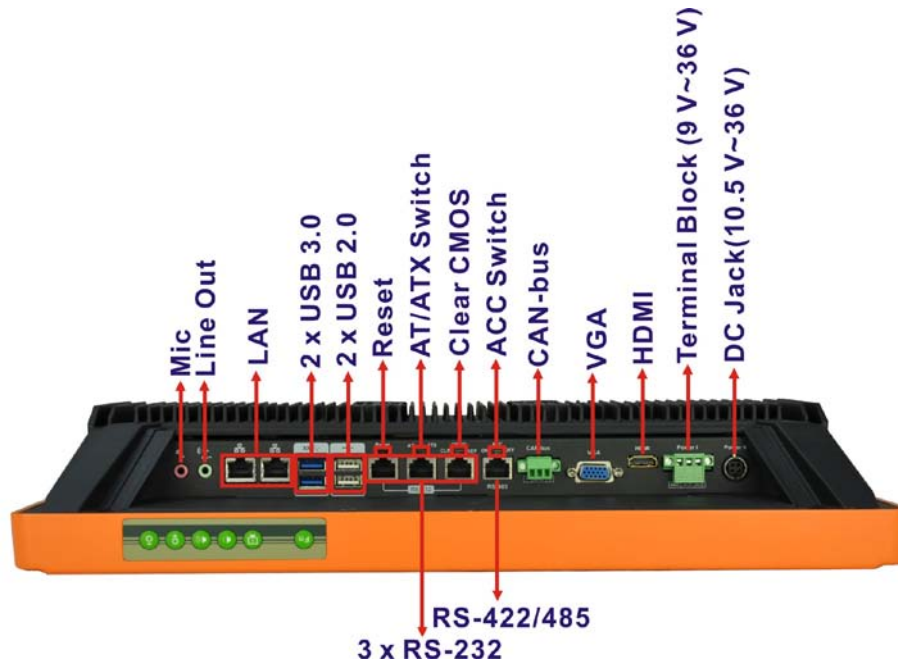 Mic
Line Out
LAN
2 x USB 3.0
2 x USB 2.0
Reset
AT/ATX Switch
Clear CMOS
ACC Switch
CAN-bus
VGA
HDMI
Terminal Block (9 V~36 V)
DC Jack(10.5 V~36 V)
RS-422/485
3 x RS-232